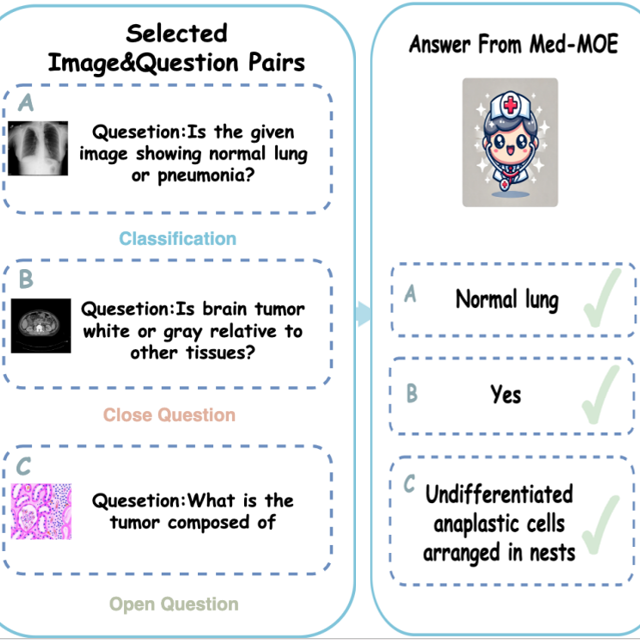 Selected
Image&Question Pairs
A
Quesetion:Is the given
image showing normal lung
or pneumonia?
Classification
B
Quesetion:Is brain tumor
white or gray relative to
other tissues?
Close Question
C
Quesetion:What is the
tumor composed of
Open Question
Answer From Med-MOE
A
Normal lung
B
Yes
C
Undifferentiated
anaplastic cells
arranged in nests